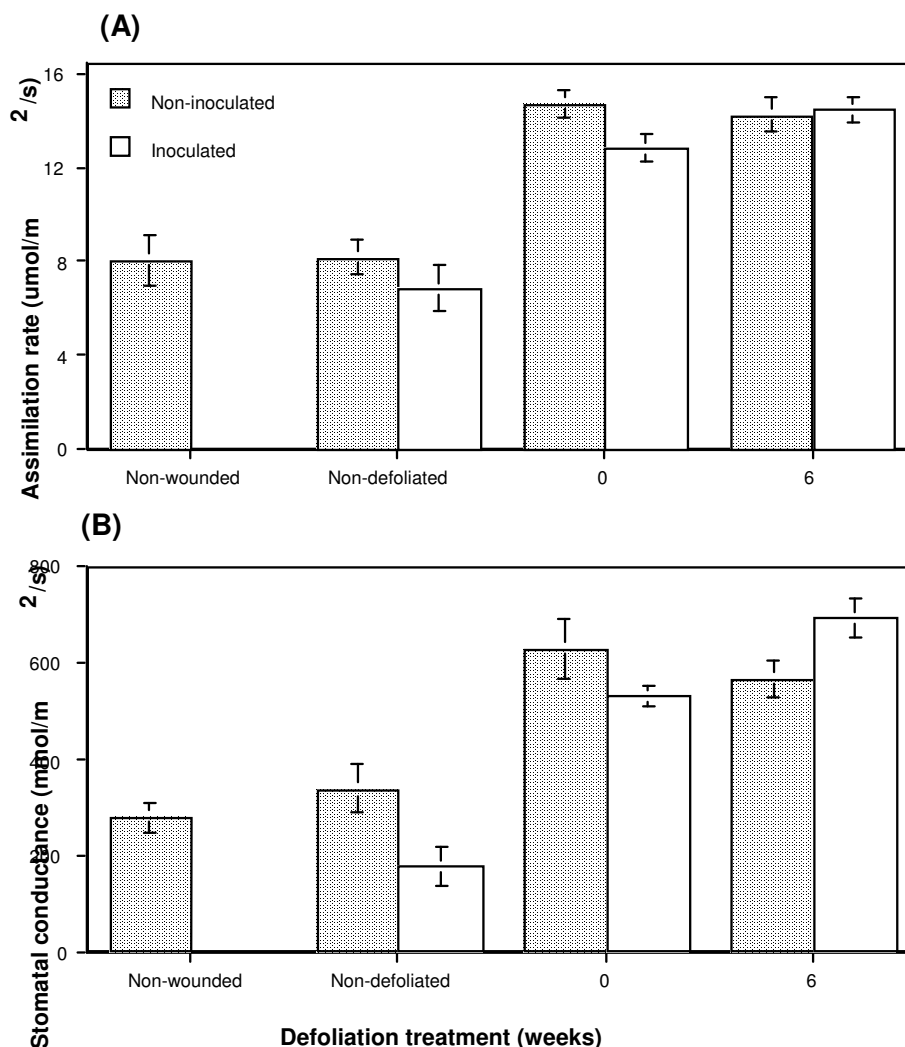 (A)
Assimilation rate (umol/m2/s)
16
12
8
4
0
Non-inoculated
Inoculated
Non-wounded
Non-defoliated
0
6
(B)
Stomatal conductance (mmol/m2/s)
800
600
400
200
0
Non-wounded
Non-defoliated
0
6
Defoliation treatment (weeks)